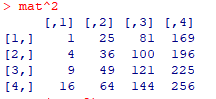 > mat^2
[,1] [,2] [,3] [,4]
[1,] 1 25 81 169
[2,] 4 36 100 196
[3,] 9 49 121 225
[4,] 16 64 144 256